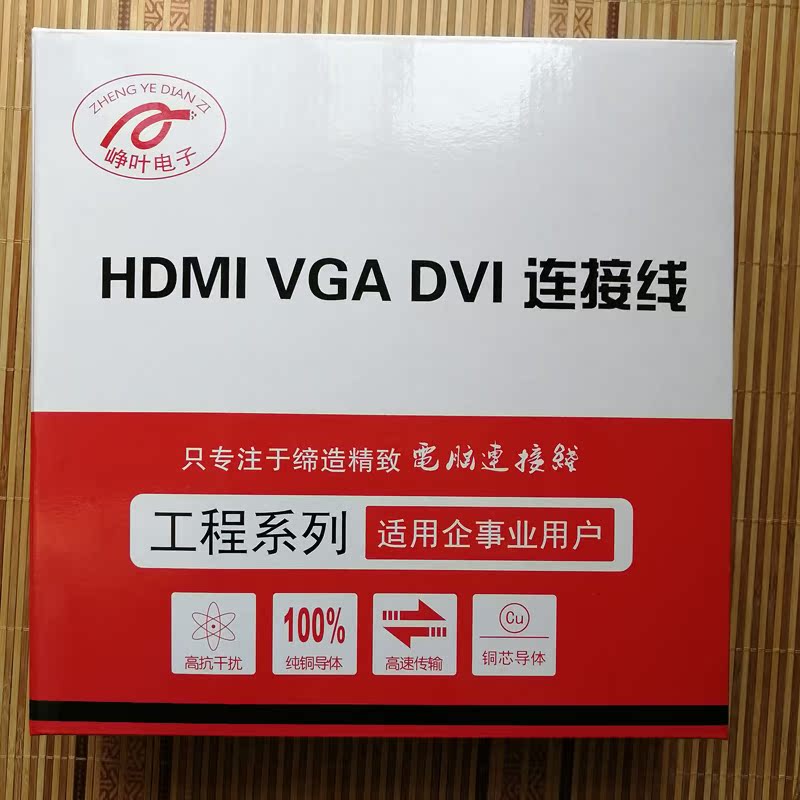 ZHENG YE DIAN ZI
峥叶电子
HDMI VGA DVI 连接线
只专注于缔造精致 電脑連接綫
工程系列 适用企事业用户
高抗干扰
100%
纯铜导体
高速传输
Cu
铜芯导体